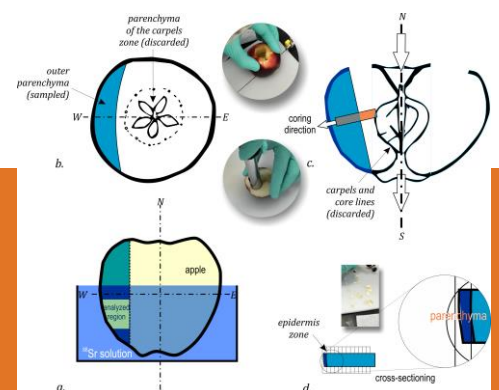 parenchyma
of the carpels
zone (discarded)
outer
parenchyma
(sampled)
W
E
b.
N
coring
direction
c.
carpels and
core lines
(discarded)
S
N
apple
W
E
analyzed
region
Sr solution
a.
epidermis
zone
parenchyma
cross-sectioning
d.